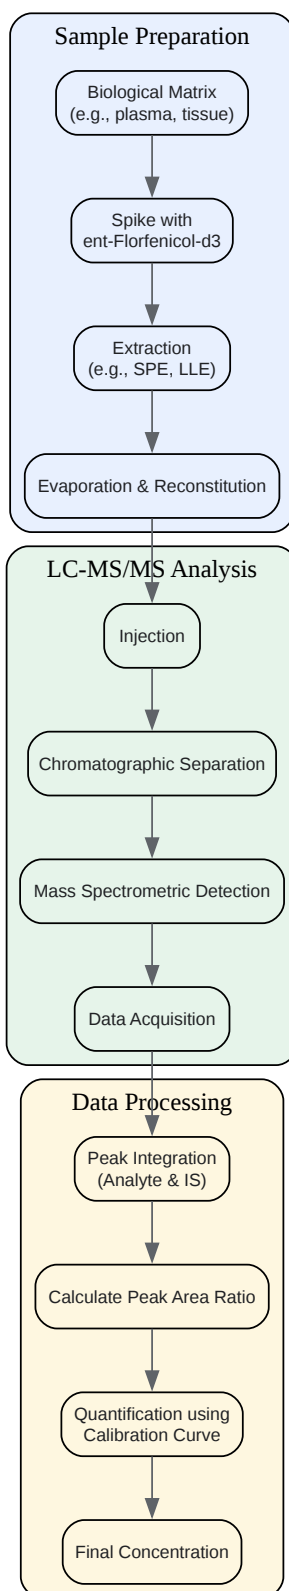 Sample Preparation
Biological Matrix
(e.g., plasma, tissue)
Spike with
ent-Florfenicol-d3
Extraction
(e.g., SPE, LLE)
Evaporation & Reconstitution
LC-MS/MS Analysis
Injection
Chromatographic Separation
Mass Spectrometric Detection
Data Acquisition
Data Processing
Peak Integration
(Analyte & IS)
Calculate Peak Area Ratio
Quantification using
Calibration Curve
Final Concentration